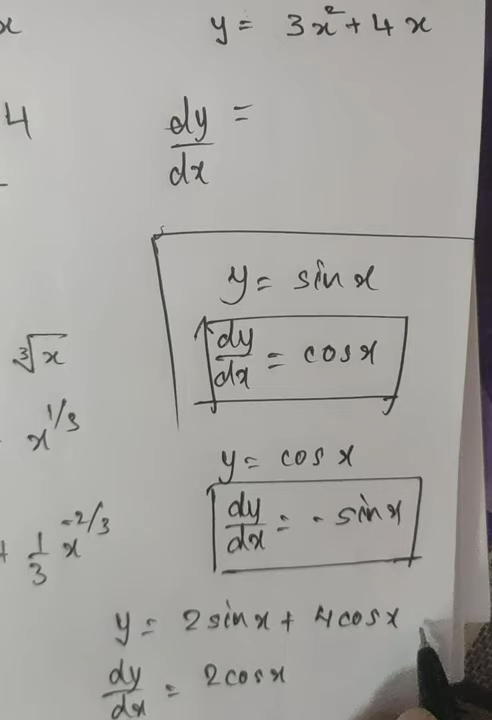 x
y = 3x² + 4x
4
dy/dx =
y = sin x
dy/dx = cos x
∛x
x^1/3
y = cos x
dy/dx = - sin x
+ 1/3 x^-2/3
y = 2 sin x + 4 cos x
dy/dx = 2 cos x